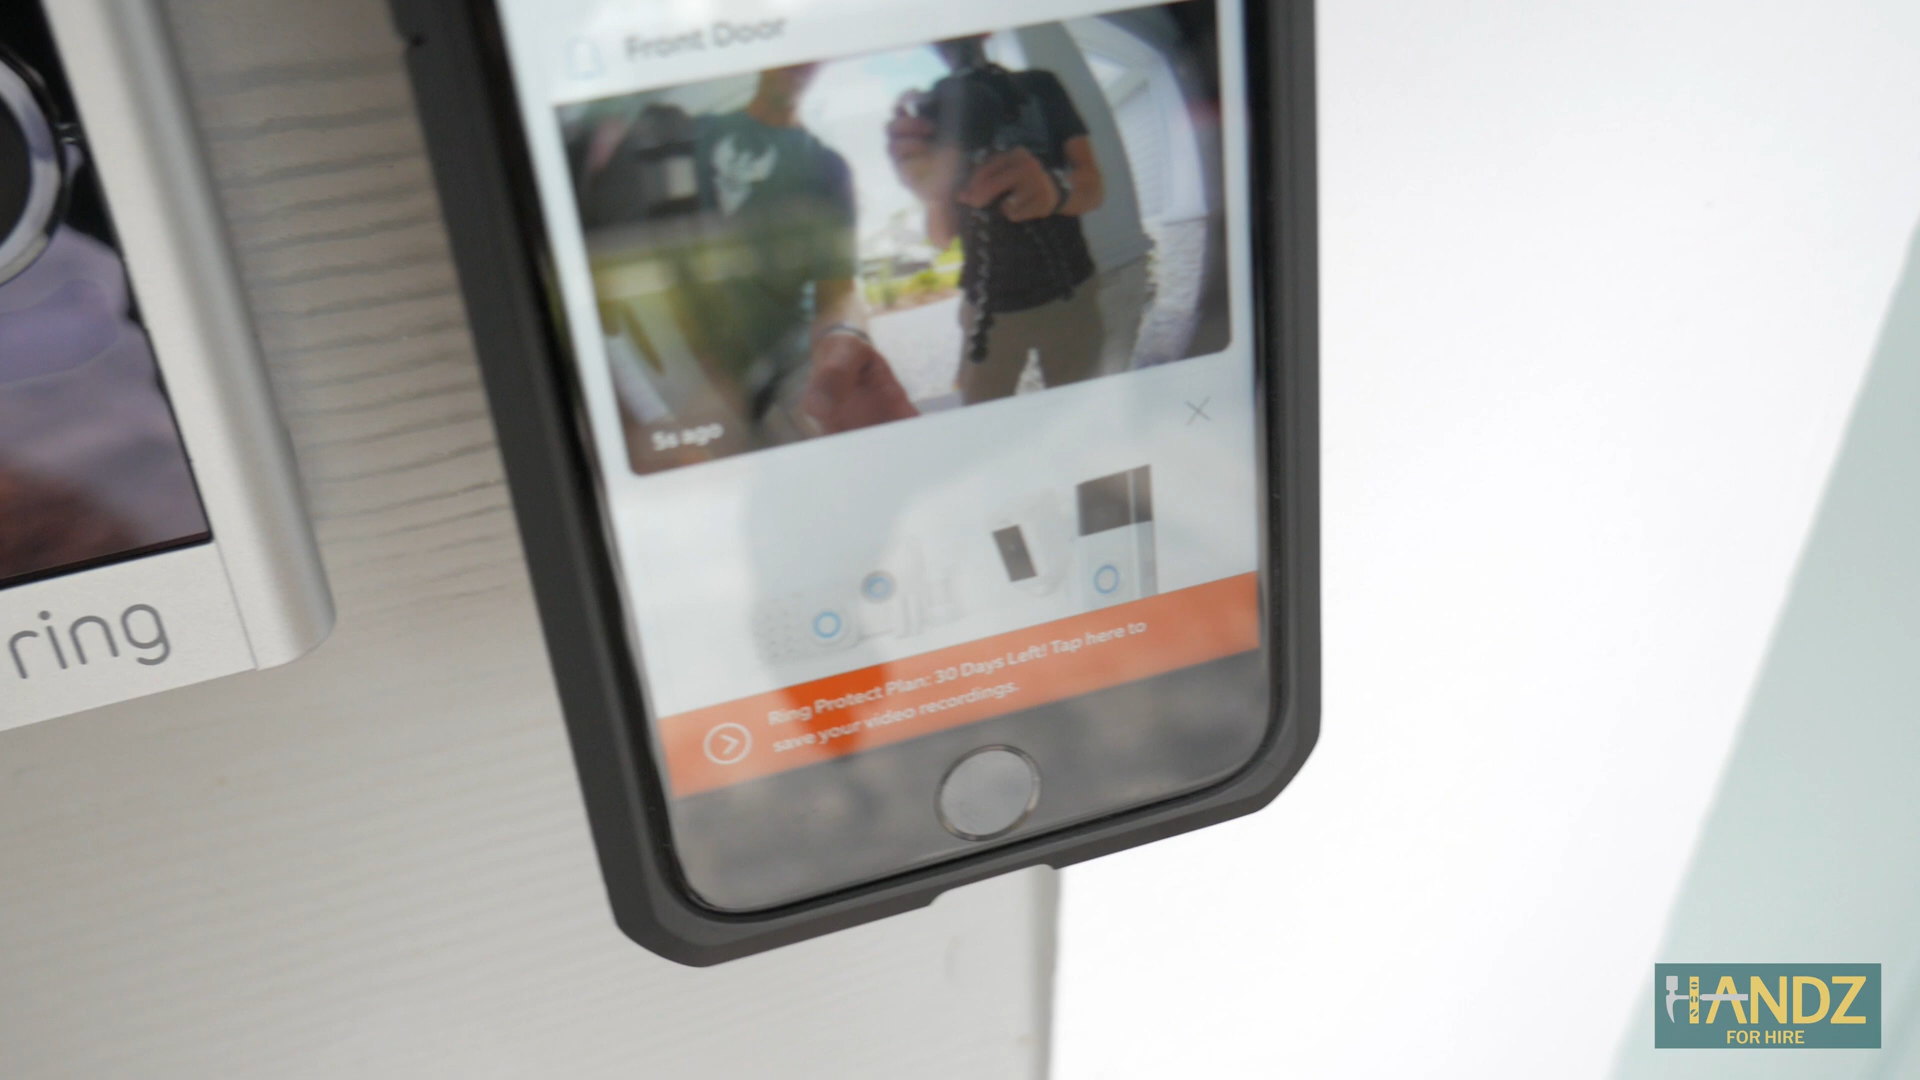 Front Door
5s ago
Ring Protect Plan: 30 Days Left! Tap here to
save your video recordings.
ring
HANDZ
FOR HIRE